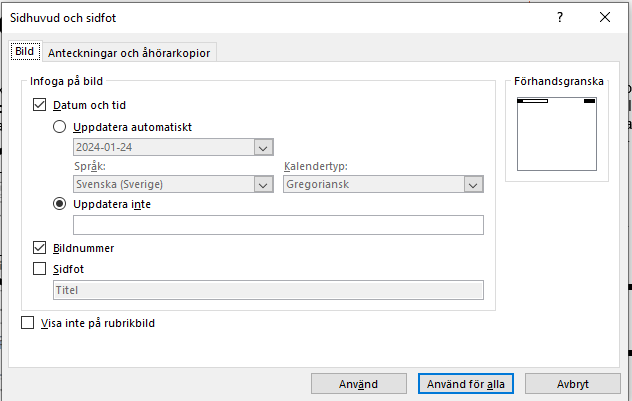 Sidhuvud och sidfot
Bild
Anteckningar och åhörarkopior
Infoga på bild
Förhandsgranska
Datum och tid
Uppdatera automatiskt
2024-01-24
Språk:
Kalendertyp:
Svenska (Sverige)
Gregoriansk
Uppdatera inte
Bildnummer
Sidfot
Titel
Visa inte på rubrikbild
Använd
Använd för alla
Avbryt